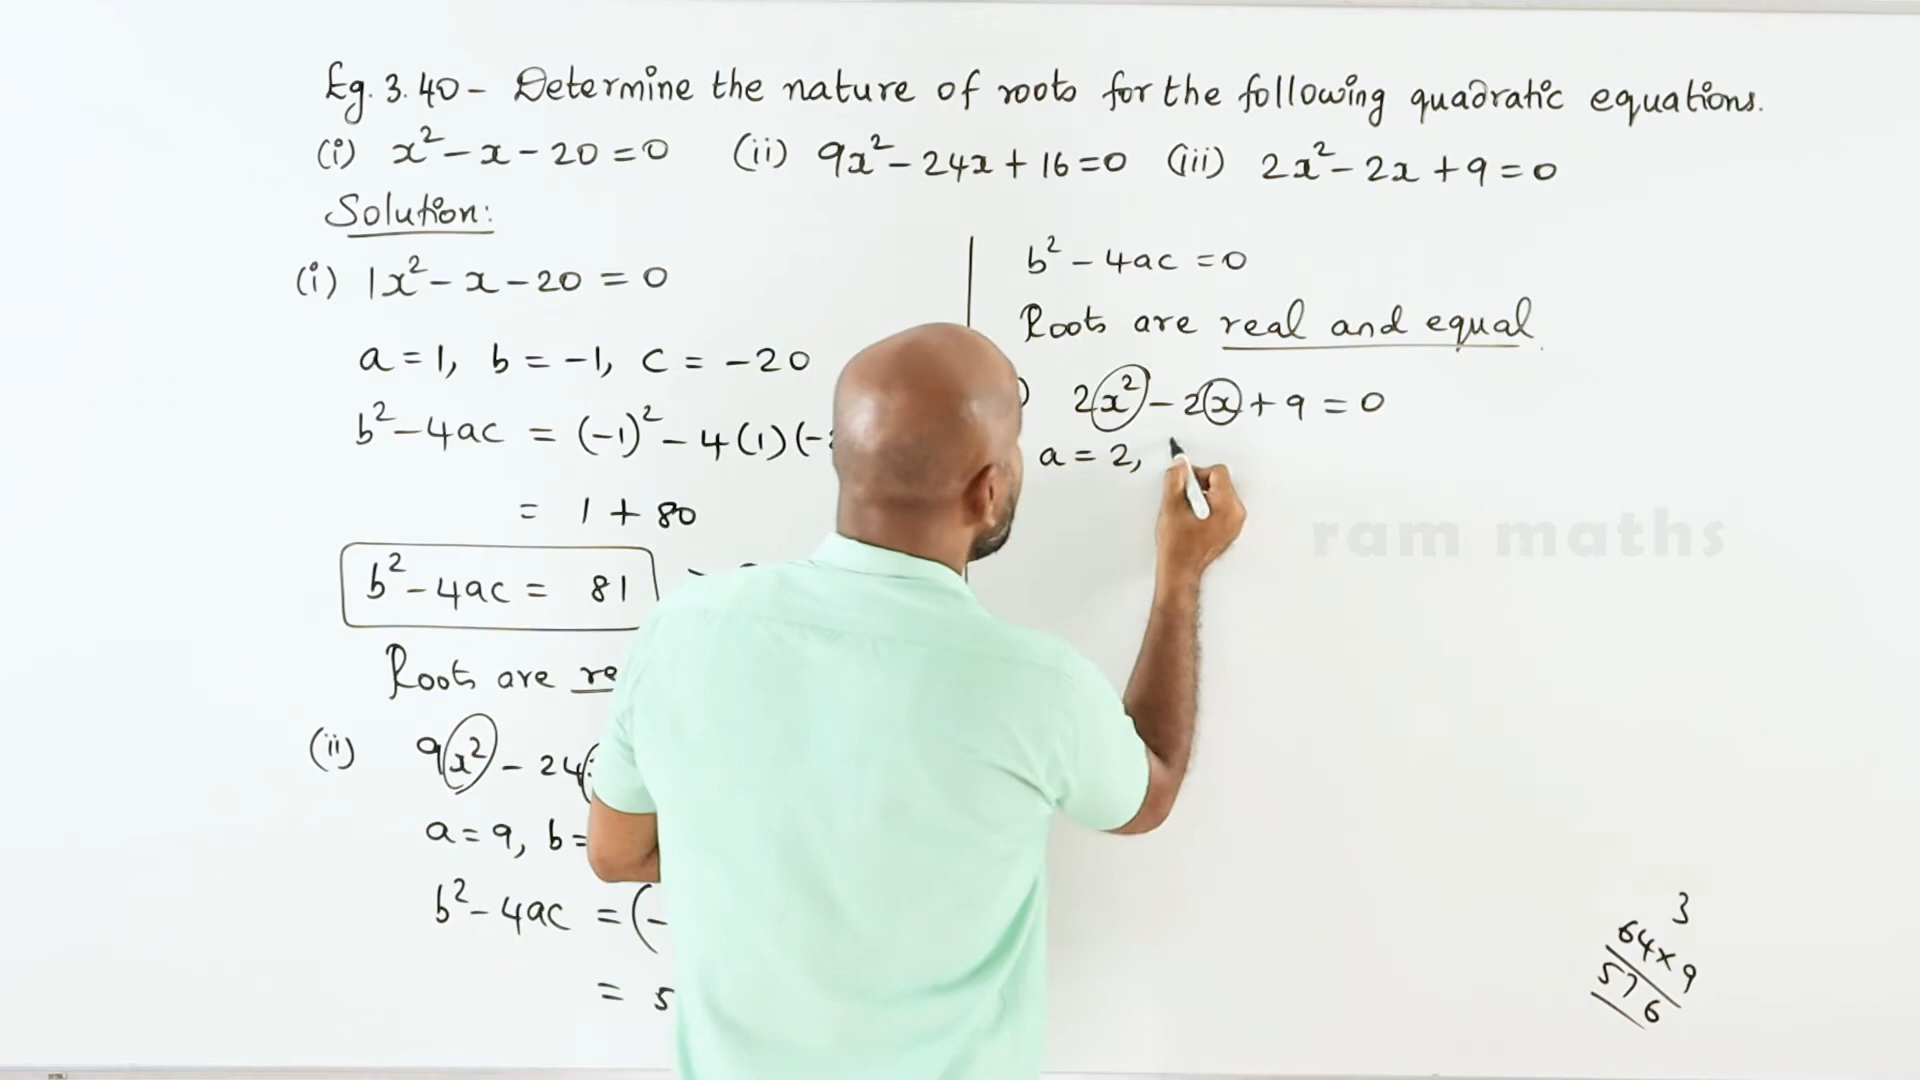 Eg. 3.40 - Determine the nature of roots for the following quadratic equations.
(i) x² - x - 20 = 0 (ii) 9x² - 24x + 16 = 0 (iii) 2x² - 2x + 9 = 0
Solution:
(i) 1x² - x - 20 = 0
a = 1, b = -1, c = -20
b² - 4ac = (-1)² - 4(1)(-
= 1 + 80
b² - 4ac = 81
Roots are
(ii) 9x² - 24
a = 9, b =
b² - 4ac = (-
= 5
b² - 4ac = 0
Roots are real and equal.
) 2x² - 2x + 9 = 0
a = 2,
ram maths
3
64 × 9
576